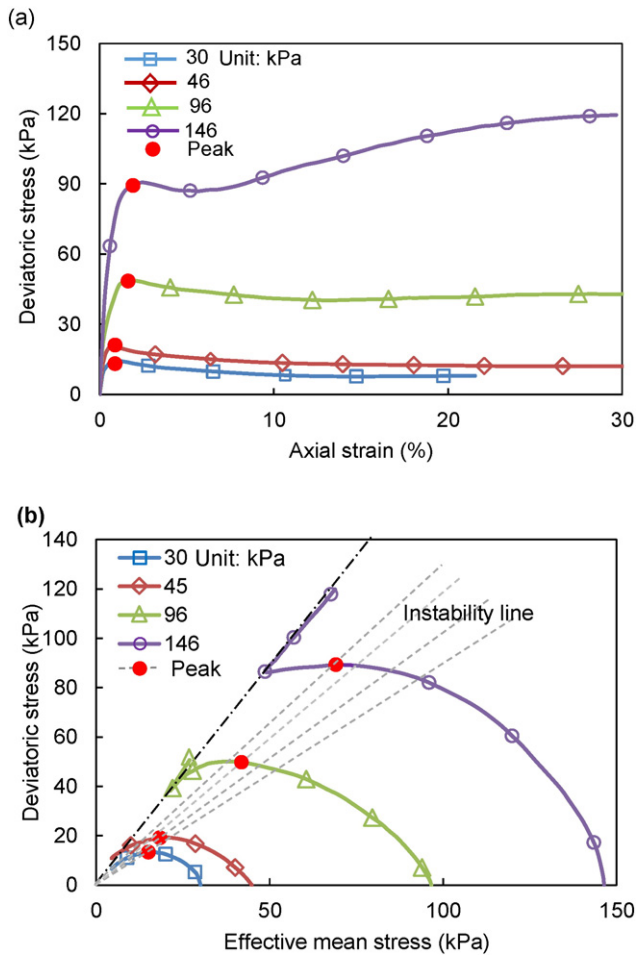 (a)
150
120
90
60
30
0
Deviatoric stress (kPa)
30 Unit: kPa
46
96
146
Peak
0 10 20 30
Axial strain (%)
(b)
140
120
100
80
60
40
20
0
Deviatoric stress (kPa)
30 Unit: kPa
45
96
146
Peak
Instability line
0 50 100 150
Effective mean stress (kPa)